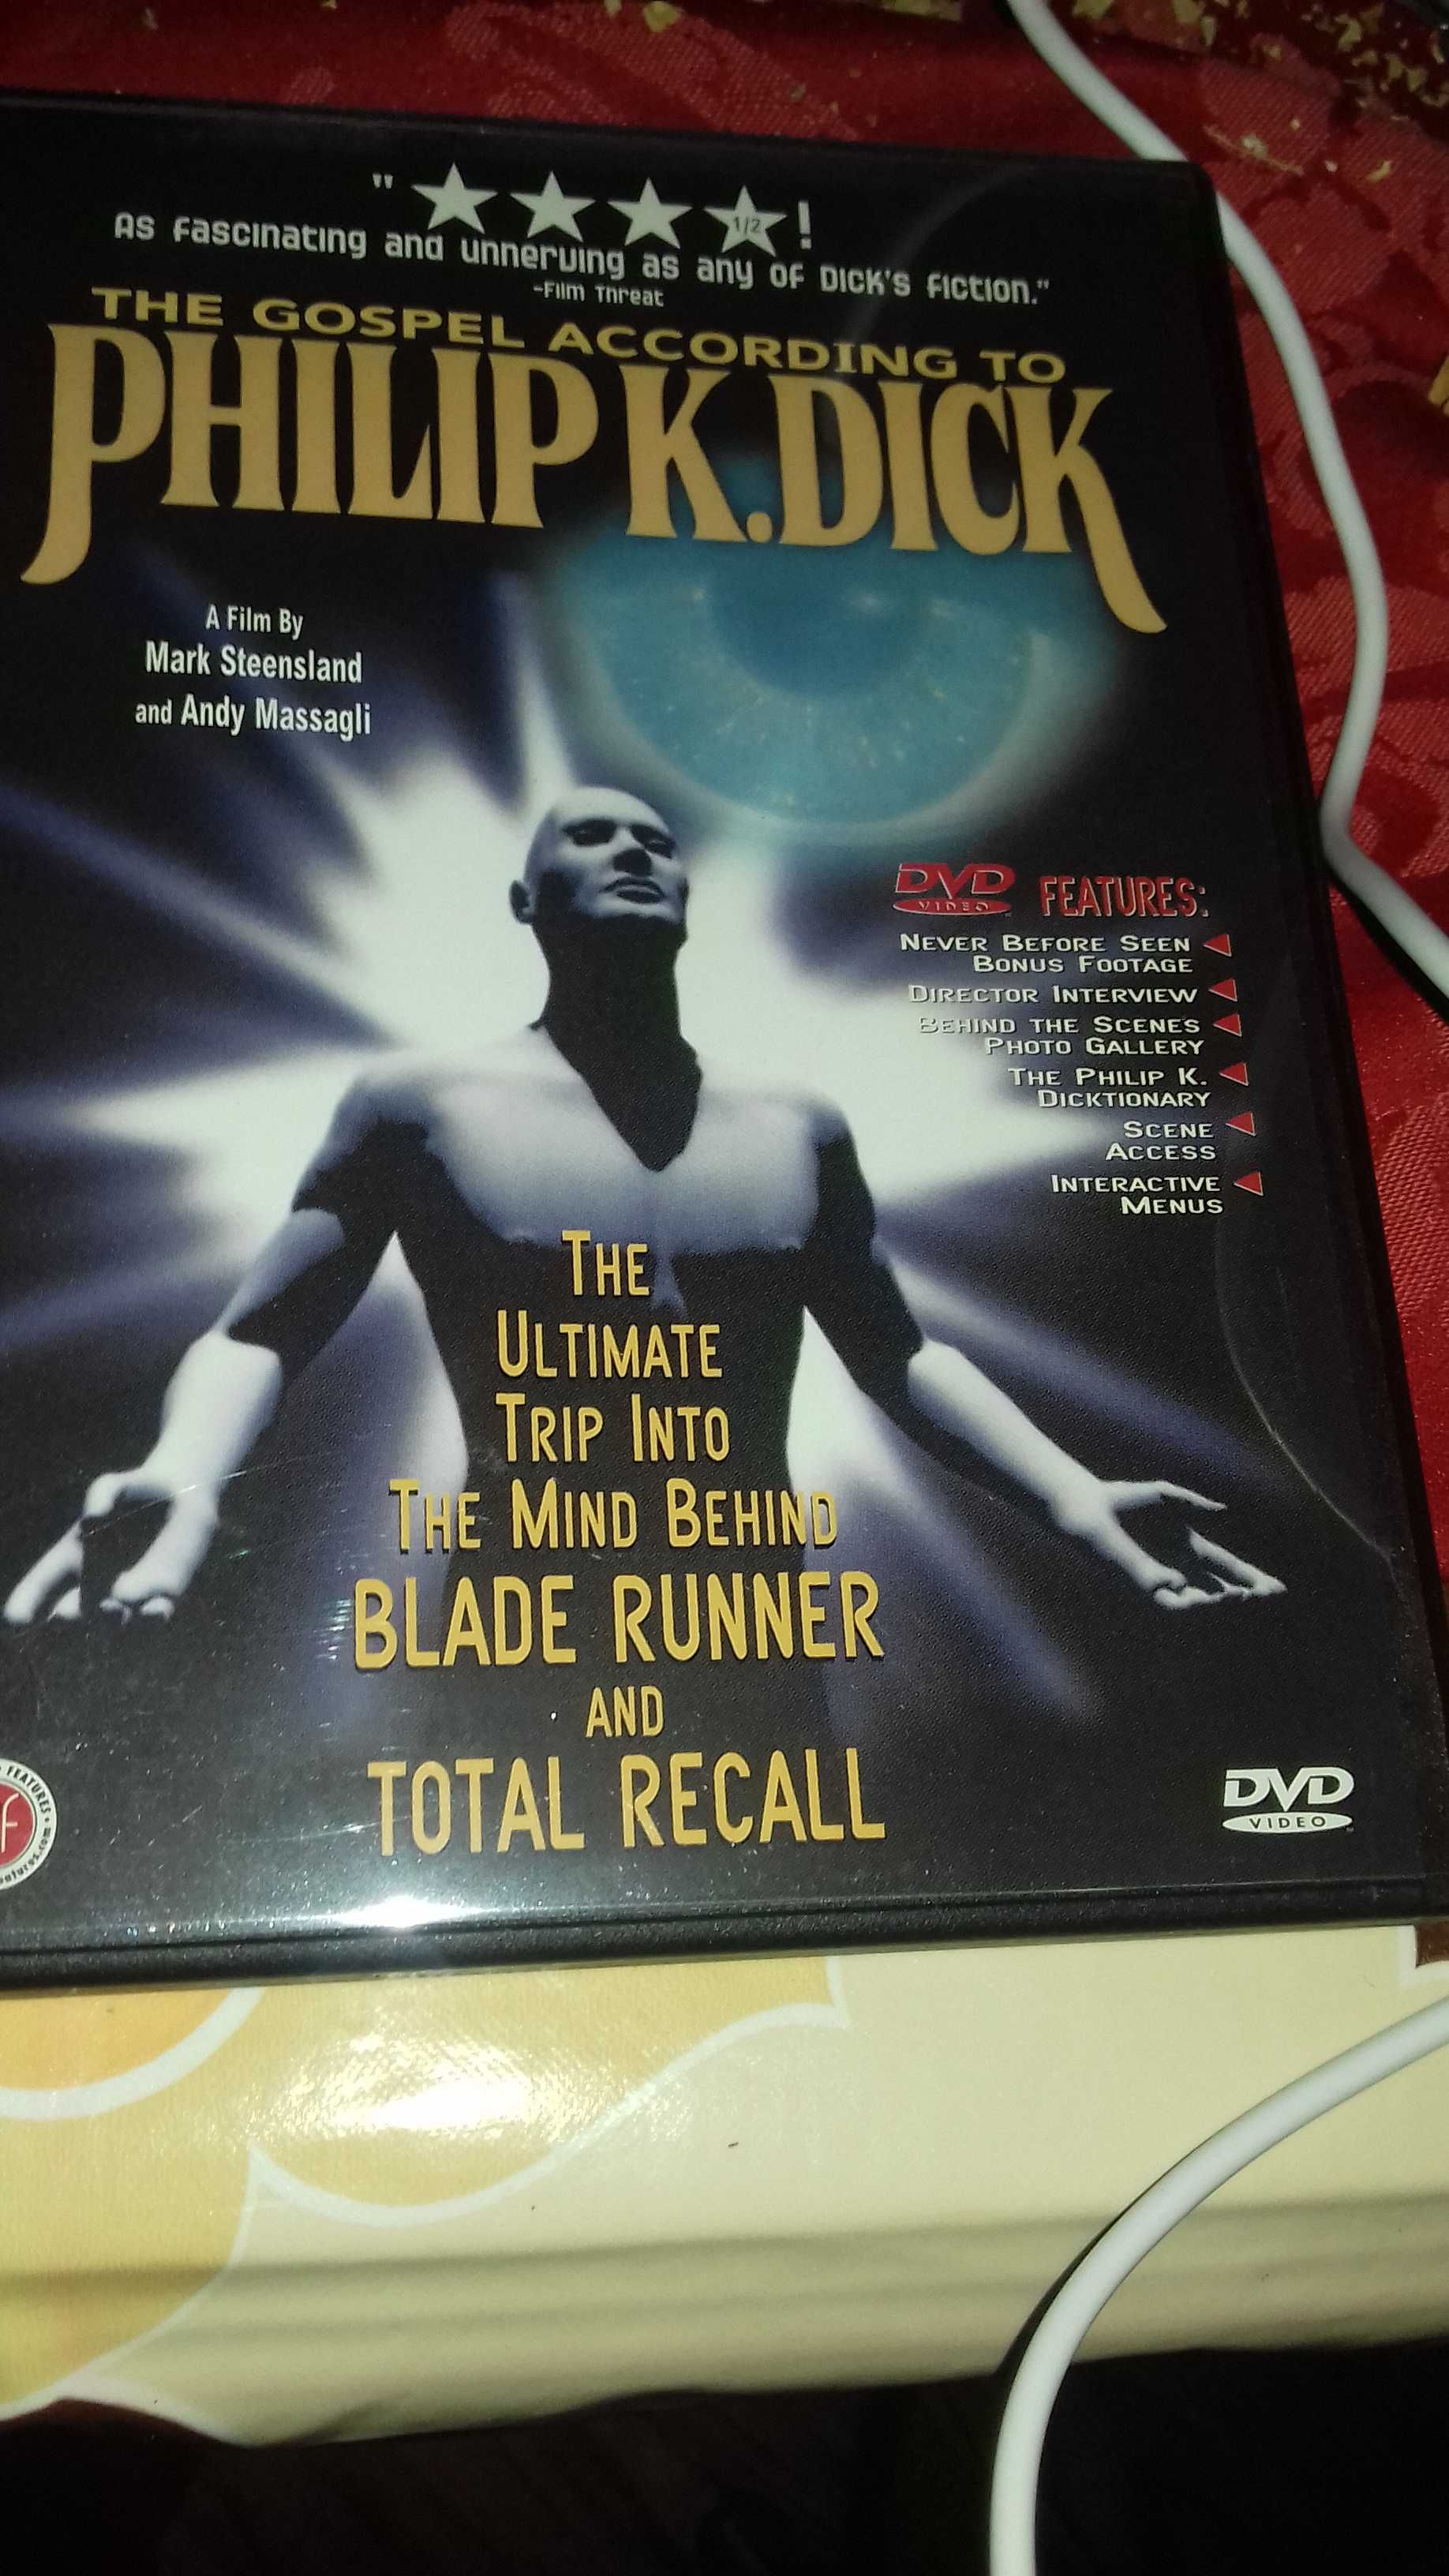 " ★★★ 1/2!
As fascinating and unnerving as any of Dick's fiction."
-Film Threat
THE GOSPEL ACCORDING TO
PHILIP K. DICK
A Film By
Mark Steensland
and Andy Massagli
DVD VIDEO FEATURES:
NEVER BEFORE SEEN
BONUS FOOTAGE
DIRECTOR INTERVIEW
BEHIND THE SCENES
PHOTO GALLERY
THE PHILIP K.
DICKTIONARY
SCENE
ACCESS
INTERACTIVE
MENUS
THE
ULTIMATE
TRIP INTO
THE MIND BEHIND
BLADE RUNNER
AND
TOTAL RECALL
FEATURES
DVD
VIDEO